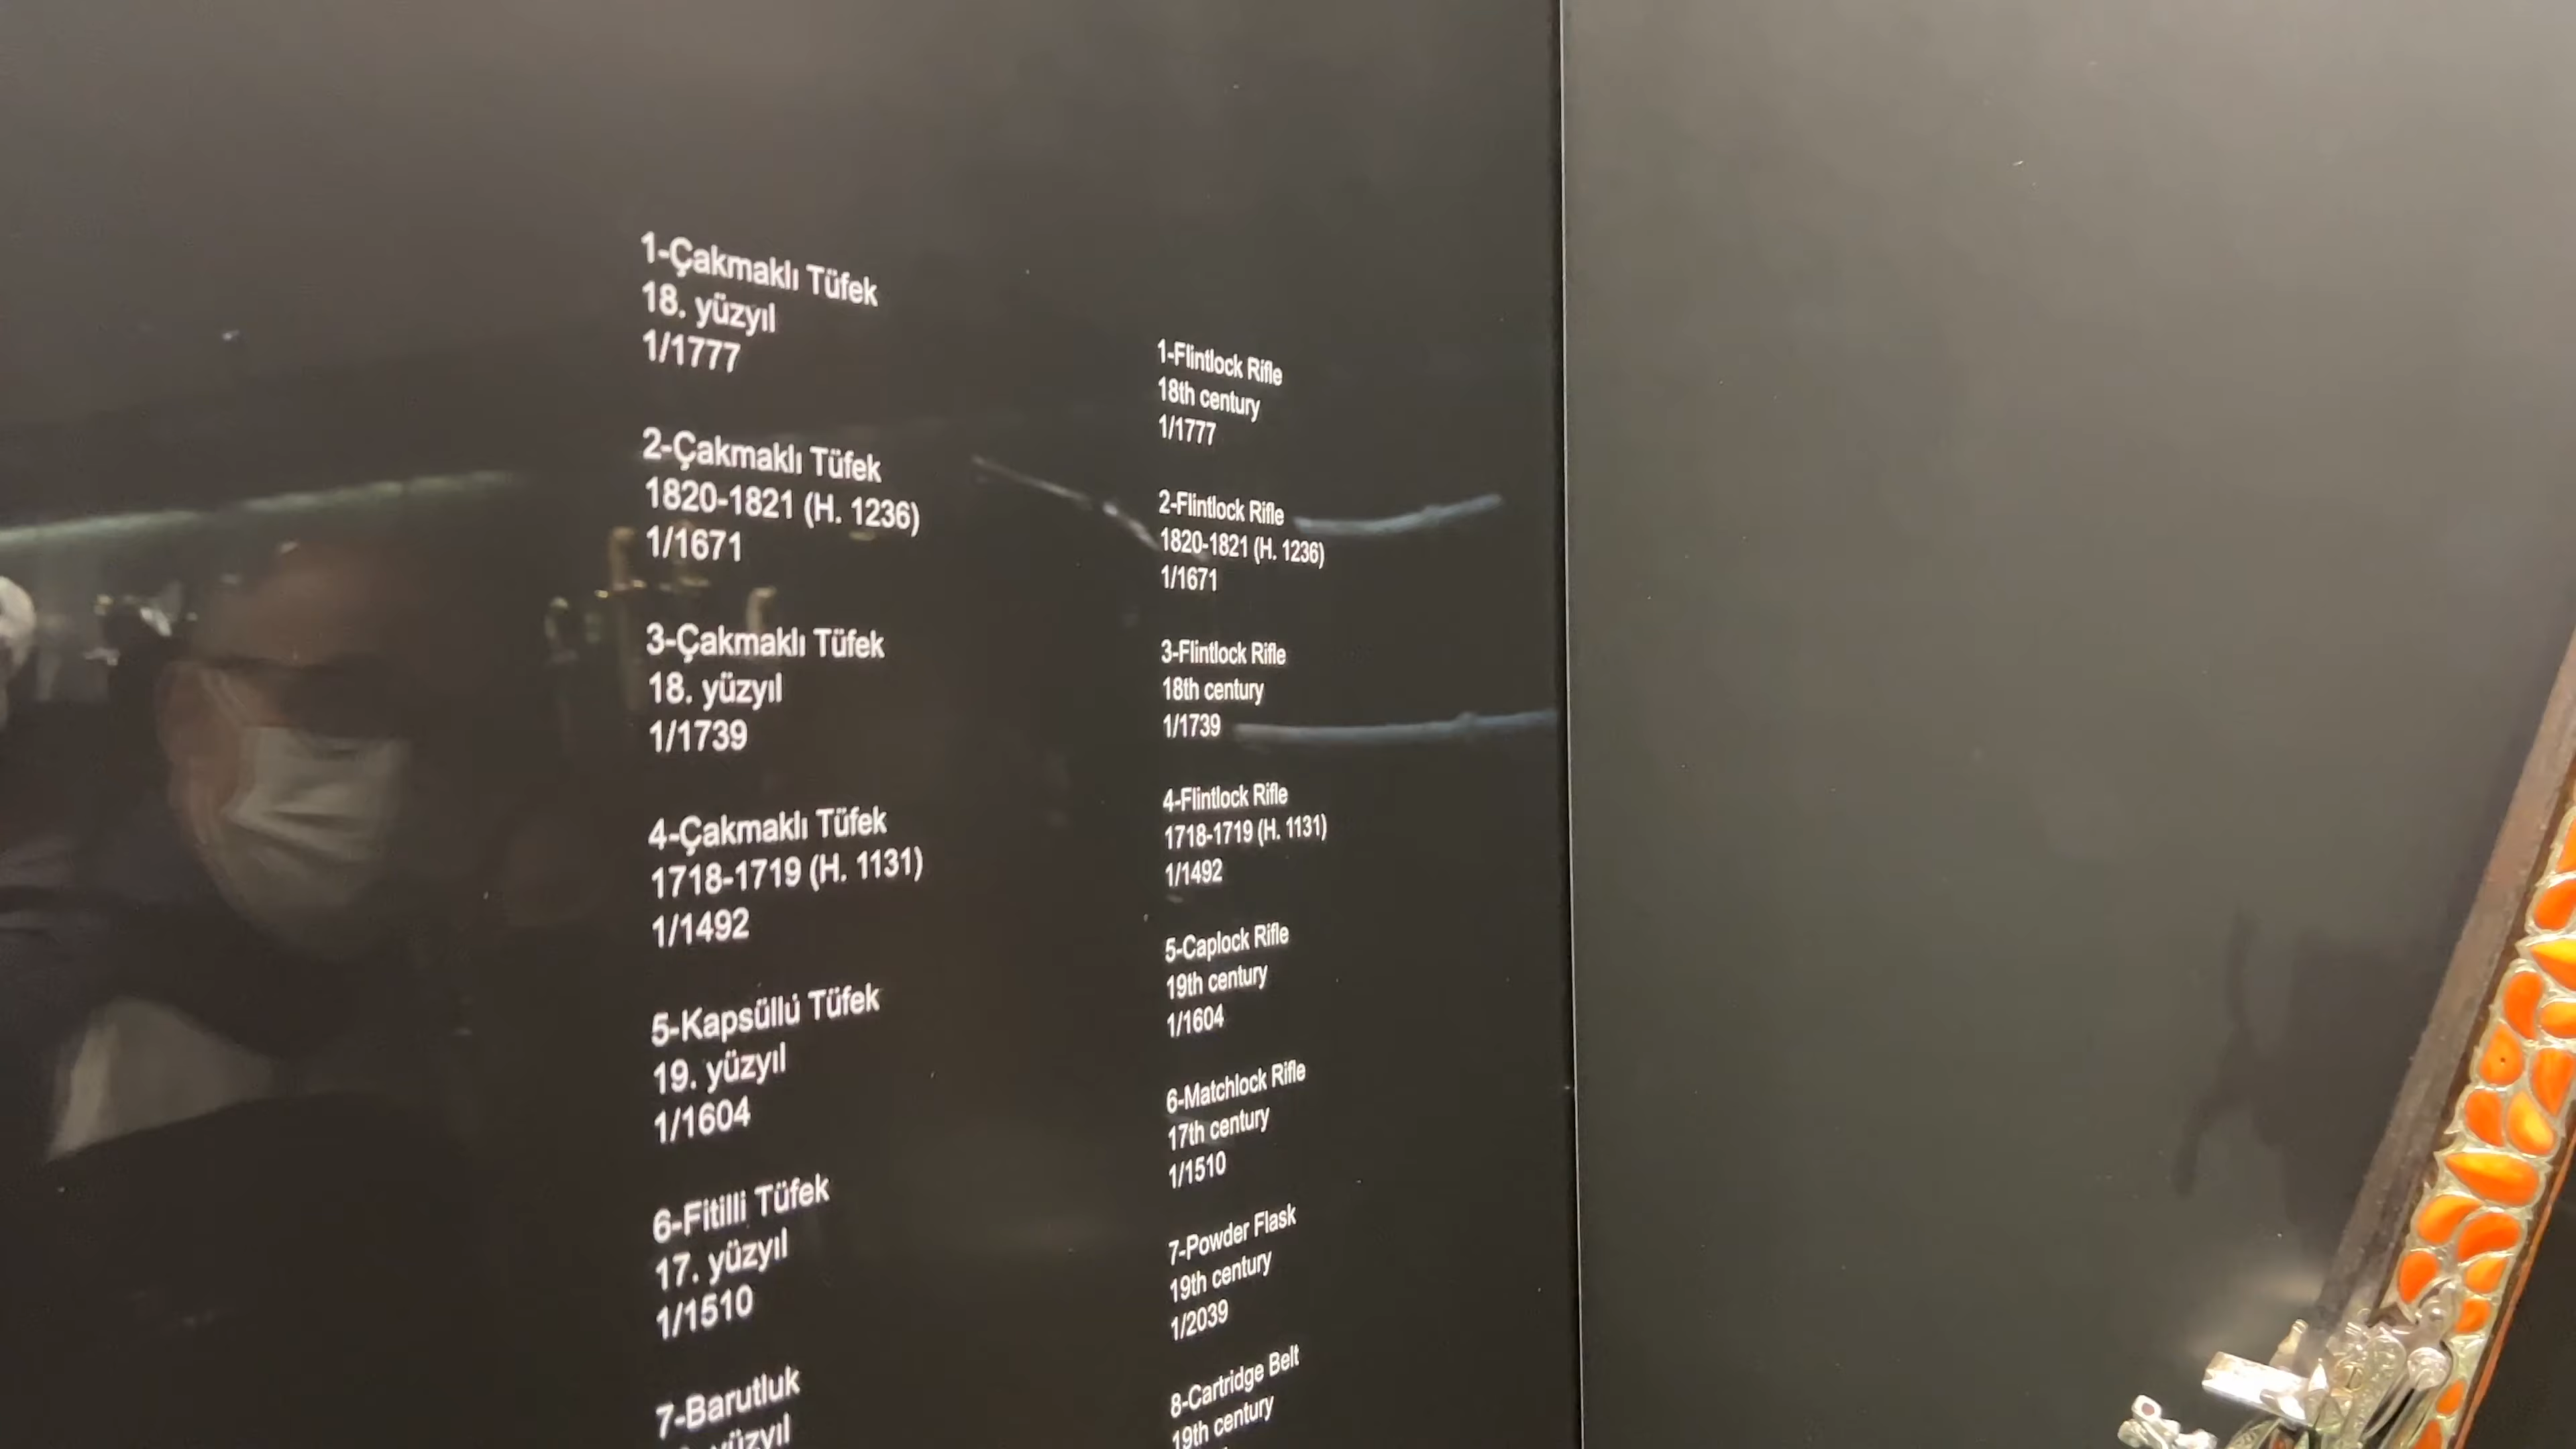 1-Çakmaklı Tüfek
18. yüzyıl
1/1777
2-Çakmaklı Tüfek
1820-1821 (H. 1236)
1/1671
3-Çakmaklı Tüfek
18. yüzyıl
1/1739
4-Çakmaklı Tüfek
1718-1719 (H. 1131)
1/1492
5-Kapsüllü Tüfek
19. yüzyıl
1/1604
6-Fitilli Tüfek
17. yüzyıl
1/1510
7-Barutluk
yüzyıl
1-Flintlock Rifle
18th century
1/1777
2-Flintlock Rifle
1820-1821 (H. 1236)
1/1671
3-Flintlock Rifle
18th century
1/1739
4-Flintlock Rifle
1718-1719 (H. 1131)
1/1492
5-Caplock Rifle
19th century
1/1604
6-Matchlock Rifle
17th century
1/1510
7-Powder Flask
19th century
1/2039
8-Cartridge Belt
19th century